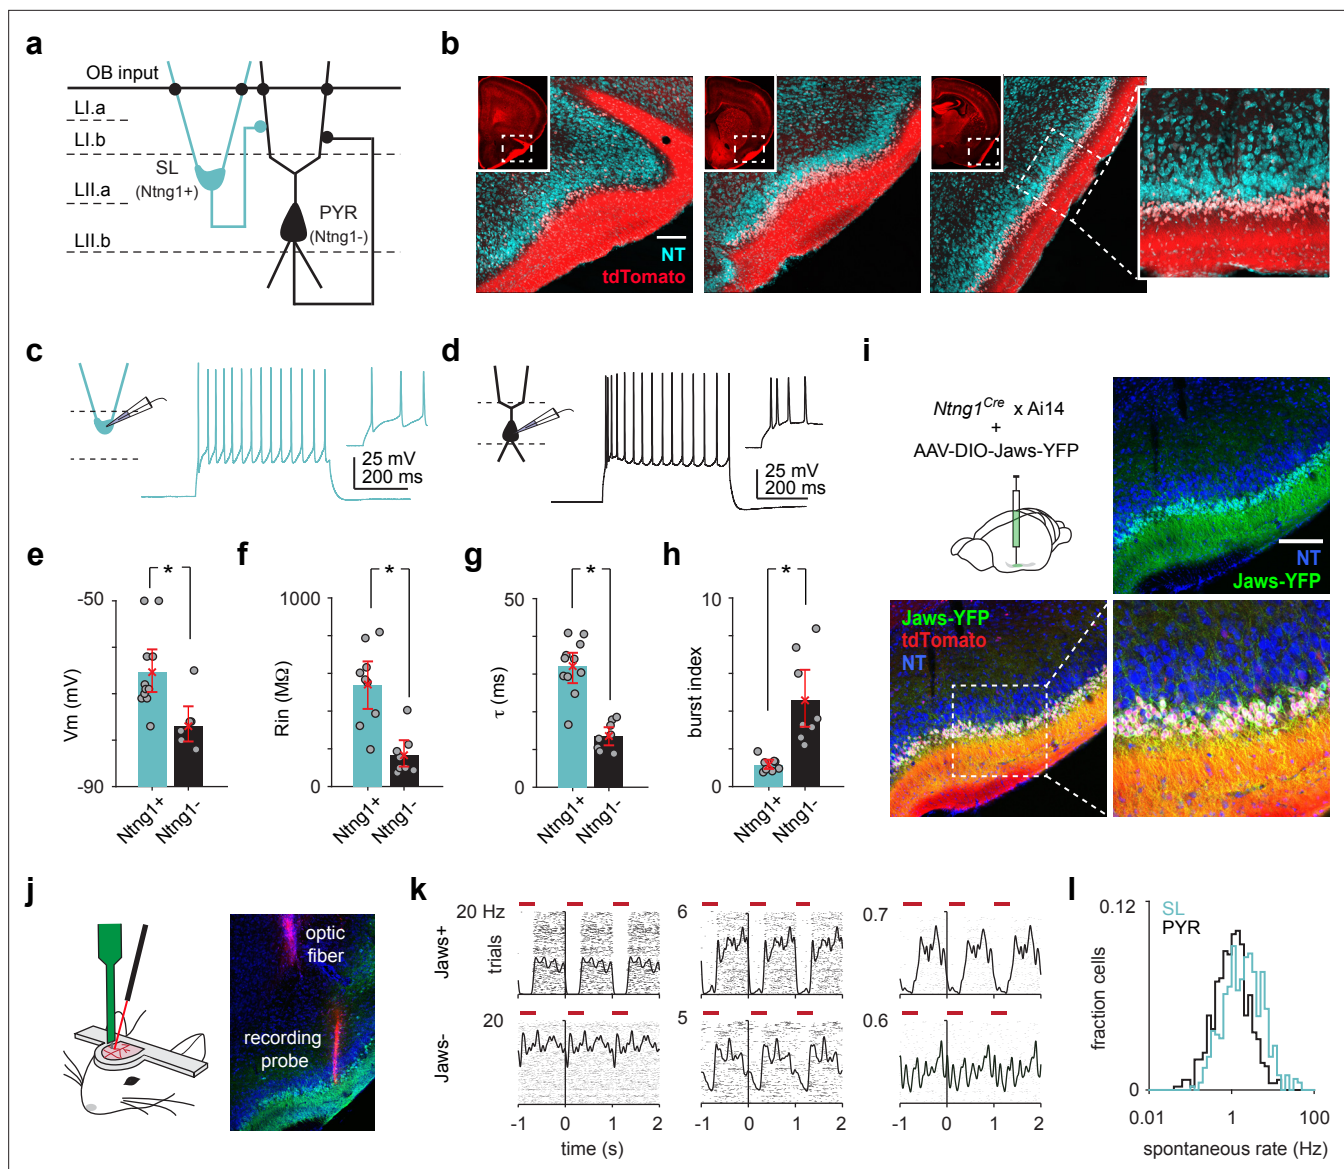 a
OB input
LI.a
LI.b
SL
(Ntng1+)
LII.a
PYR
(Ntng1-)
LII.b
b
NT
tdTomato
c
25 mV
200 ms
d
25 mV
200 ms
e
*
-50
Vm (mV)
-90
Ntng1+
Ntng1-
f
*
1000
Rin (MΩ)
0
Ntng1+
Ntng1-
g
*
50
τ (ms)
0
Ntng1+
Ntng1-
h
*
10
burst index
0
Ntng1+
Ntng1-
i
Ntng1Cre x Ai14
+
AAV-DIO-Jaws-YFP
NT
Jaws-YFP
Jaws-YFP
tdTomato
NT
j
optic
fiber
recording
probe
k
Jaws+
20 Hz
trials
6
0.7
Jaws-
20
5
0.6
-1 0 1 2
-1 0 1 2
-1 0 1 2
time (s)
l
0.12
SL
PYR
fraction cells
0
0.01 1 100
spontaneous rate (Hz)